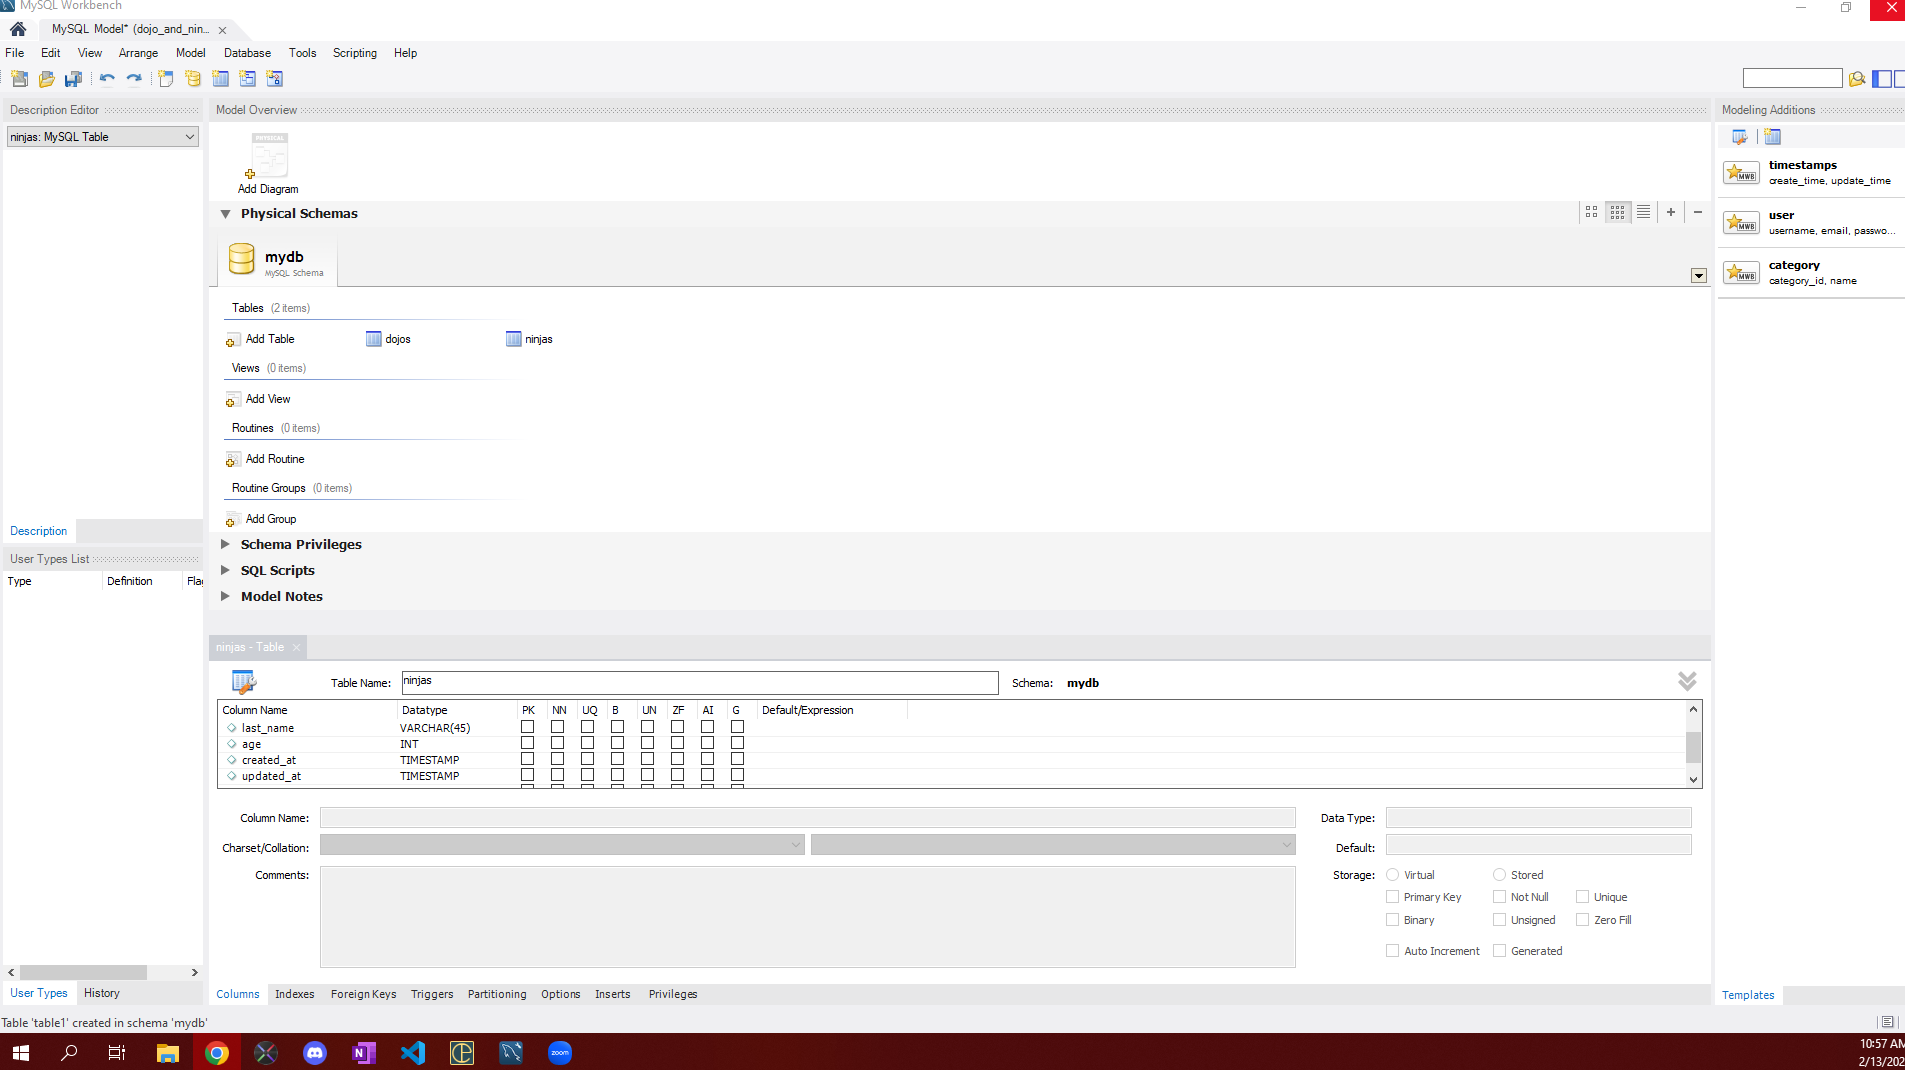 MySQL Workbench
MySQL Model* (dojo_and_nin...
File Edit View Arrange Model Database Tools Scripting Help
Description Editor
ninjas: MySQL Table
Description
User Types List
Type Definition Flag
User Types History
Model Overview
PHYSICAL
Add Diagram
Physical Schemas
mydb
MySQL Schema
Tables (2 items)
Add Table dojos ninjas
Views (0 items)
Add View
Routines (0 items)
Add Routine
Routine Groups (0 items)
Add Group
Schema Privileges
SQL Scripts
Model Notes
ninjas - Table
Table Name: ninjas Schema: mydb
Column Name Datatype PK NN UQ B UN ZF AI G Default/Expression
last_name VARCHAR(45)
age INT
created_at TIMESTAMP
updated_at TIMESTAMP
Column Name: Data Type:
Charset/Collation: Default:
Comments: Storage: Virtual Stored
Primary Key Not Null Unique
Binary Unsigned Zero Fill
Auto Increment Generated
Columns Indexes Foreign Keys Triggers Partitioning Options Inserts Privileges
Modeling Additions
MWB timestamps
create_time, update_time
MWB user
username, email, passwo...
MWB category
category_id, name
Templates
Table 'table1' created in schema 'mydb'
N zoom
10:57 AM
2/13/202